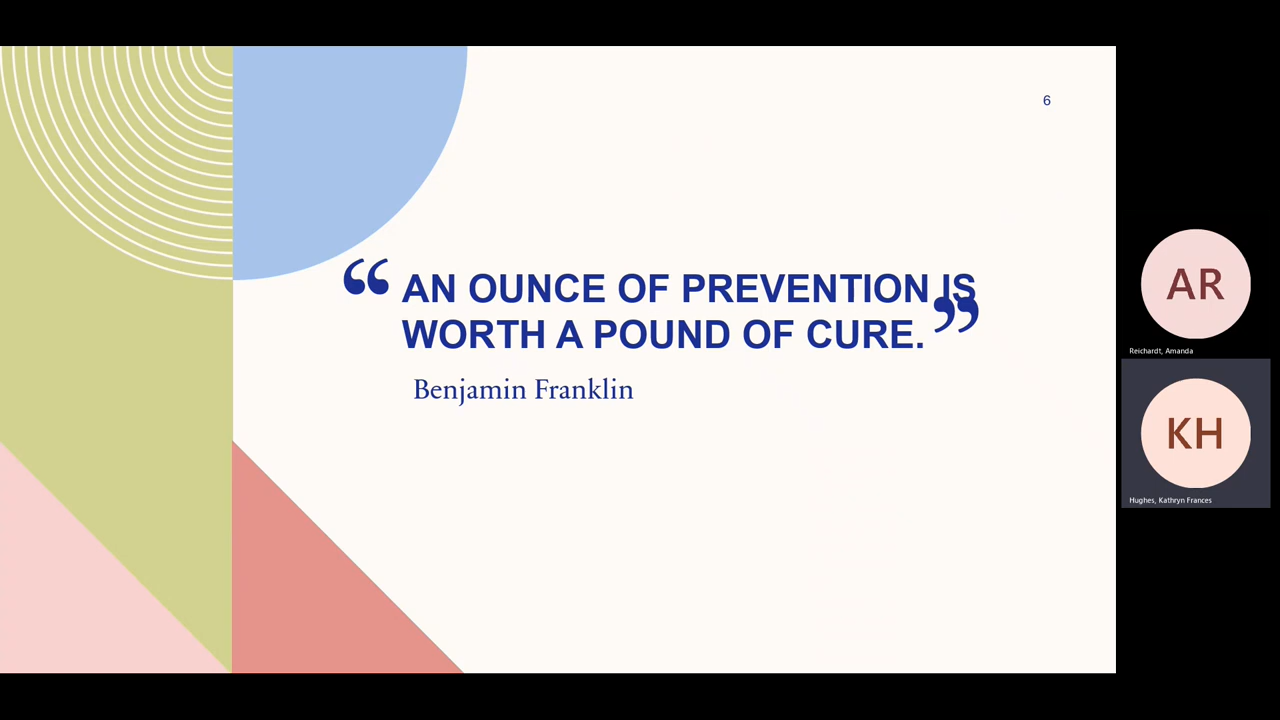 6
“ AN OUNCE OF PREVENTION IS
WORTH A POUND OF CURE. ”
Benjamin Franklin
AR
Reichardt, Amanda
KH
Hughes, Kathryn Frances